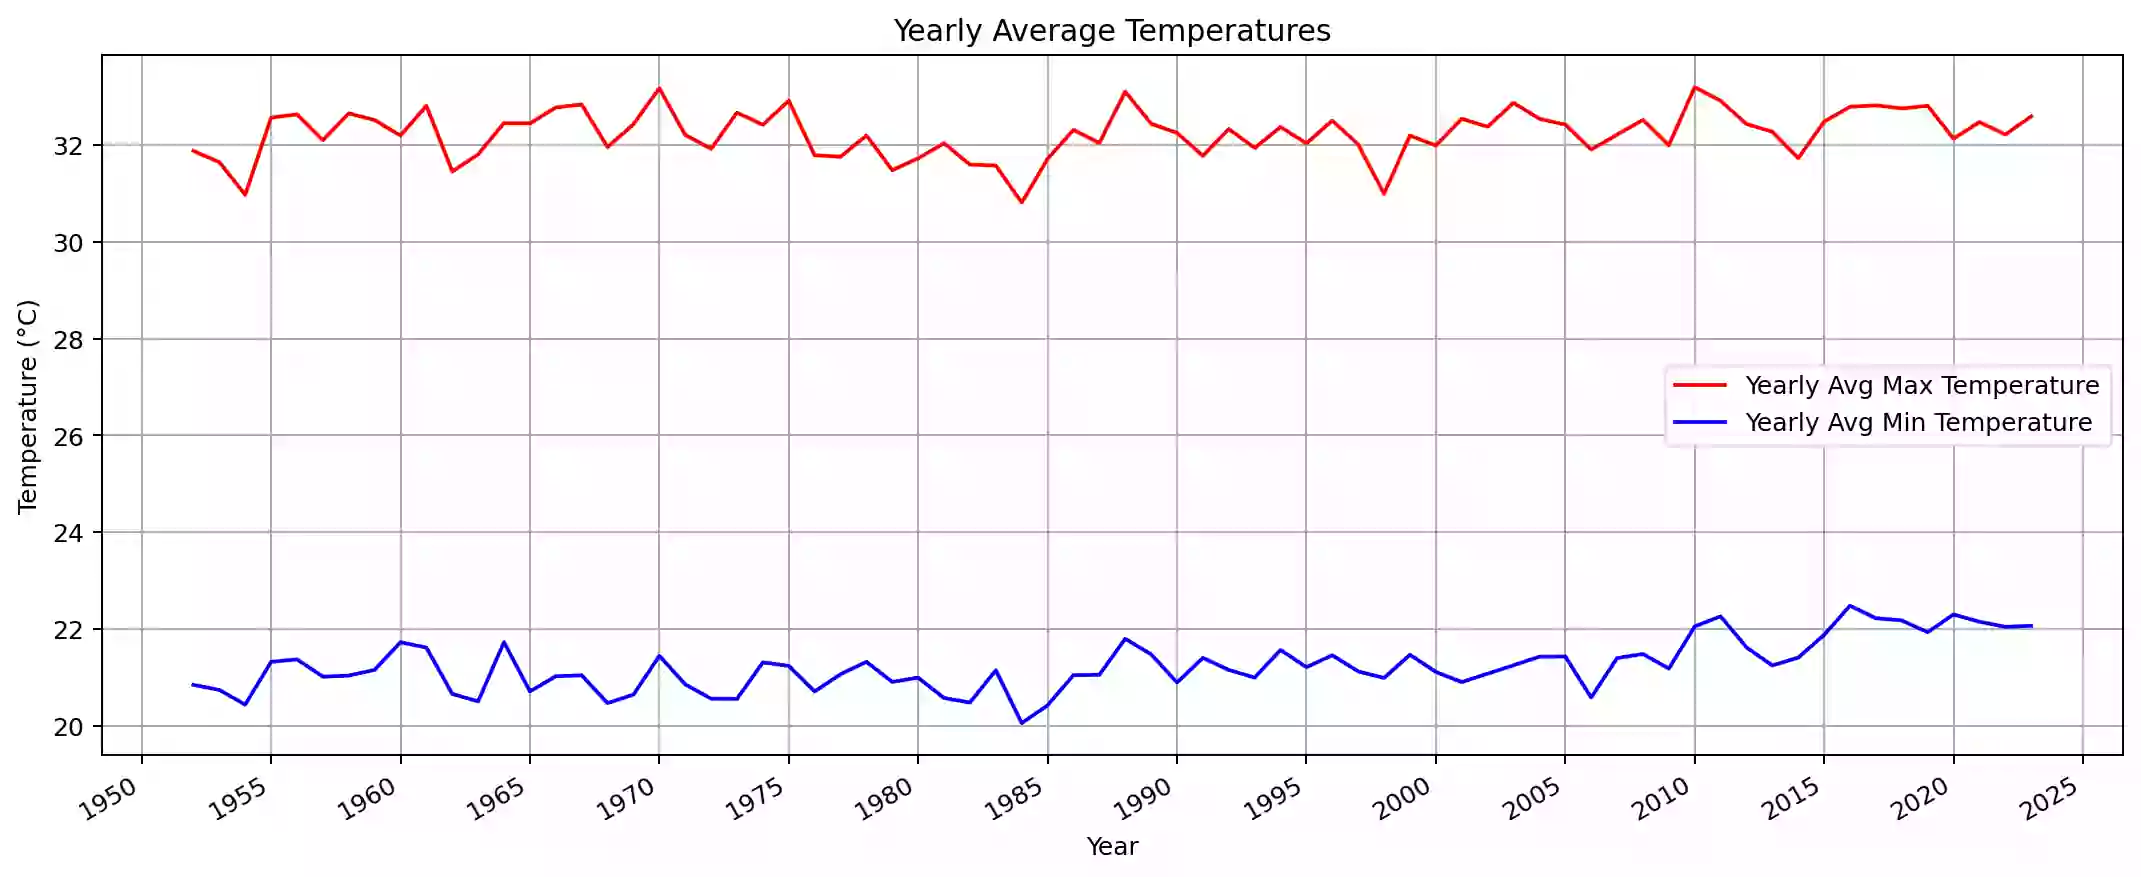 Yearly Average Temperatures
Temperature (°C)
32
30
28
26
24
22
20
Yearly Avg Max Temperature
Yearly Avg Min Temperature
1950 1955 1960 1965 1970 1975 1980 1985 1990 1995 2000 2005 2010 2015 2020 2025
Year